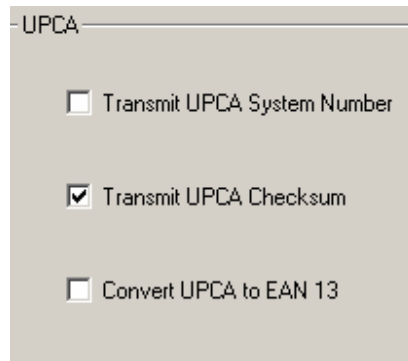 UPCA
Transmit UPCA System Number
Transmit UPCA Checksum
Convert UPCA to EAN 13